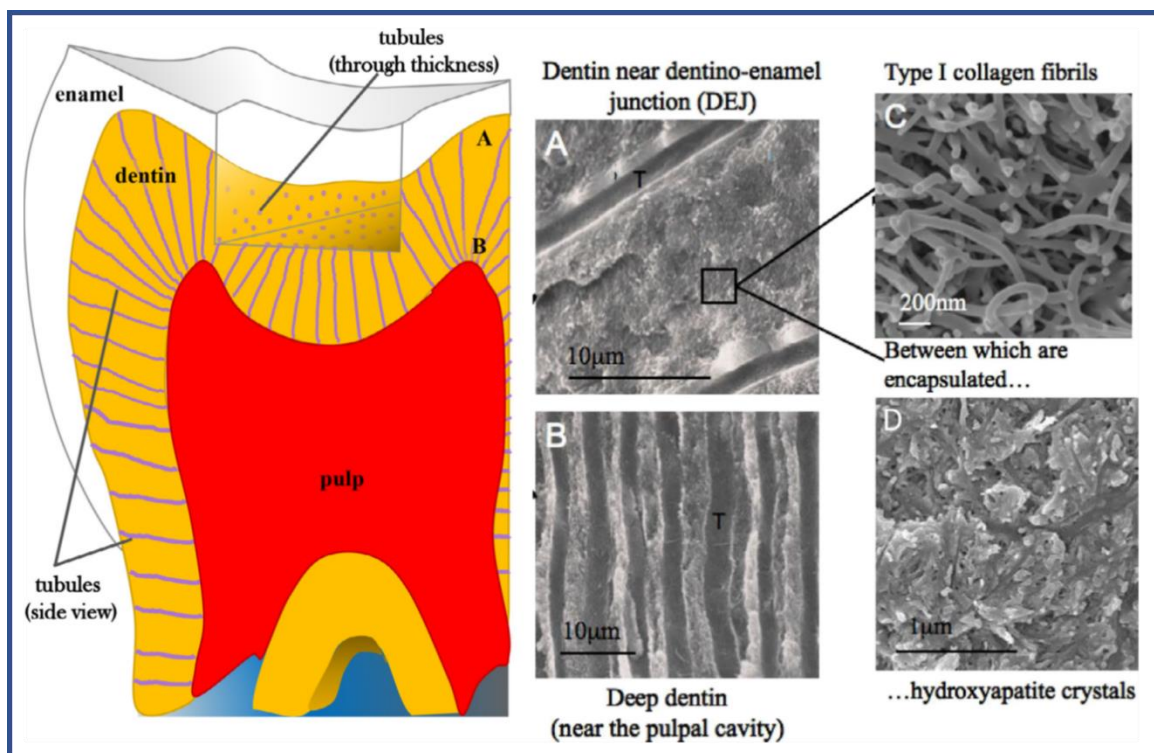 tubules
(through thickness)
enamel
dentin
A
B
pulp
tubules
(side view)
Dentin near dentino-enamel
junction (DEJ)
A
T
10μm
B
T
10μm
Deep dentin
(near the pulpal cavity)
Type I collagen fibrils
C
200nm
Between which are
encapsulated…
D
1μm
…hydroxyapatite crystals